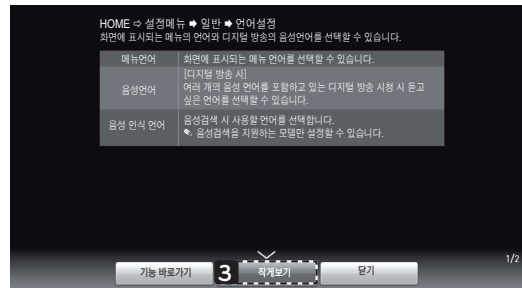 HOME ⇨ 설정메뉴 ➡ 일반 ➡ 언어설정
화면에 표시되는 메뉴의 언어와 디지털 방송의 음성언어를 선택할 수 있습니다.
메뉴언어 화면에 표시되는 메뉴 언어를 선택할 수 있습니다.
[디지털 방송 시]
음성언어 여러 개의 음성 언어를 포함하고 있는 디지털 방송 시청 시 듣고
싶은 언어를 선택할 수 있습니다.
음성 인식 언어 음성검색 시 사용할 언어를 선택합니다.
음성검색을 지원하는 모델만 설정할 수 있습니다.
1/2
기능 바로가기 3 작게보기 닫기